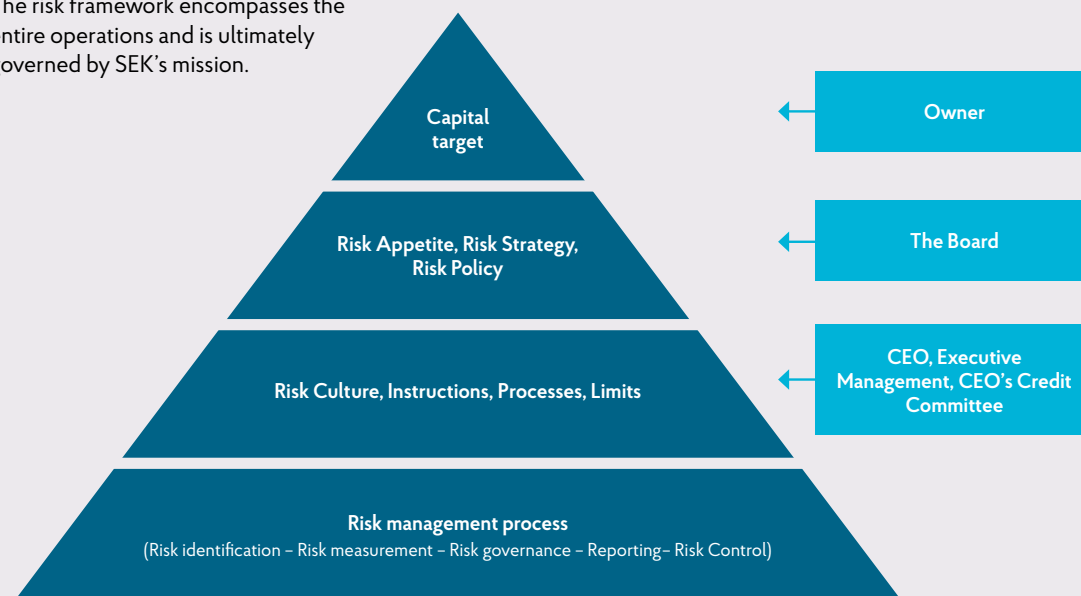 he risk framework encompasses the
ntire operations and is ultimately
overned by SEK's mission.
Capital
target
Owner
Risk Appetite, Risk Strategy,
Risk Policy
The Board
Risk Culture, Instructions, Processes, Limits
CEO, Executive
Management, CEO's Credit
Committee
Risk management process
(Risk identification – Risk measurement – Risk governance – Reporting– Risk Control)